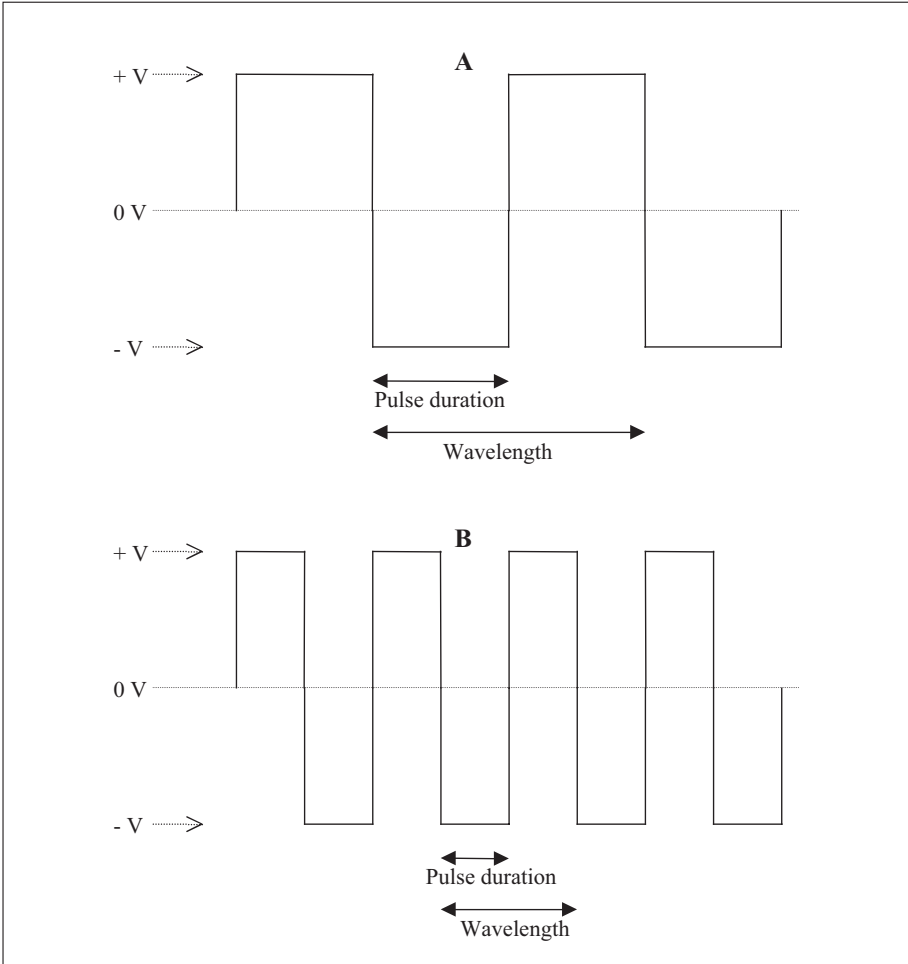 A
+ V
0 V
- V
Pulse duration
Wavelength
B
+ V
0 V
- V
Pulse duration
Wavelength